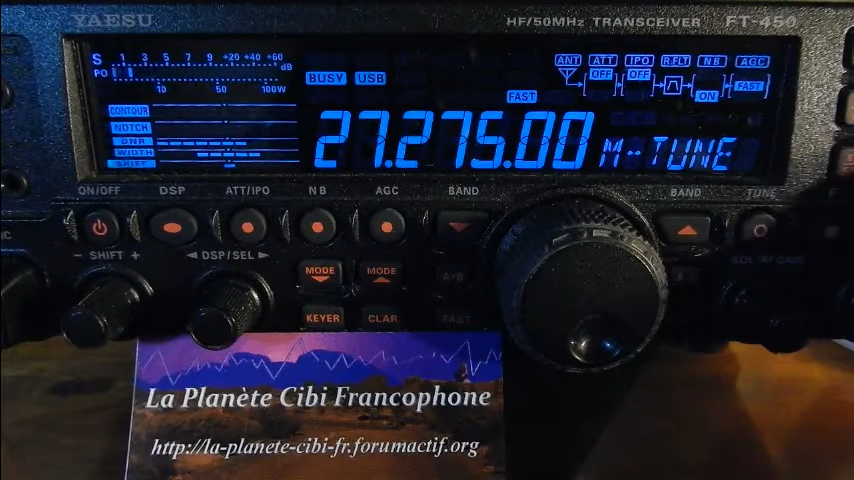 YAESU HF/50MHz TRANSCEIVER FT-450
S 1 3 5 7 9 +20 +40 +60 dB
PO 10 50 100W
BUSY USB
ANT ATT IPO R.FLT NB AGC
OFF OFF ON FAST
FAST
CONTOUR
NOTCH
DNR
WIDTH
SHIFT
27.275.00 M-TUNE
ON/OFF DSP ATT/IPO NB AGC BAND BAND TUNE
- SHIFT + DSP/SEL
MODE MODE A=B
KEYER CLAR FAST
La Planète Cibi Francophone
http://la-planete-cibi-fr.forumactif.org